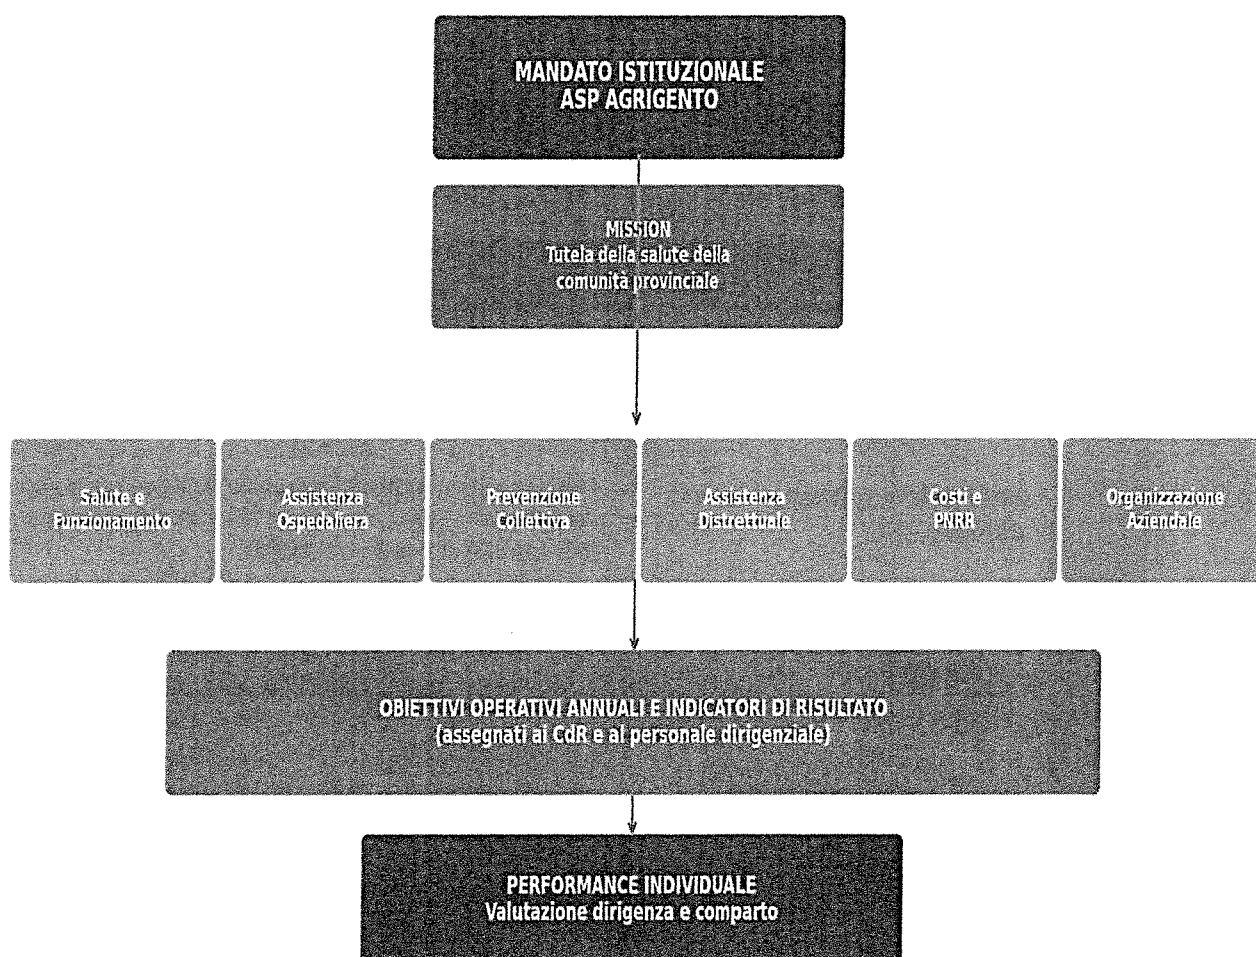 MANDATO ISTITUZIONALE
ASP AGRIGENTO
MISSION
Tutela della salute della
comunità provinciale
Salute e
Funzionamento
Assistenza
Ospedaliera
Prevenzione
Collettiva
Assistenza
Distrettuale
Costi e
PNRR
Organizzazione
Aziendale
OBIETTIVI OPERATIVI ANNUALI E INDICATORI DI RISULTATO
(assegnati ai CdR e al personale dirigenziale)
PERFORMANCE INDIVIDUALE
Valutazione dirigenza e comparto